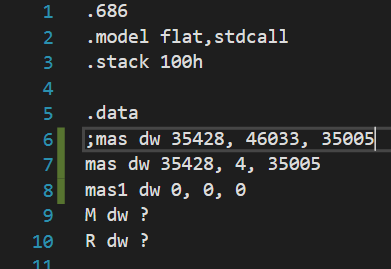 1 .686
2 .model flat,stdcall
3 .stack 100h
4
5 .data
6 ;mas dw 35428, 46033, 35005
7 mas dw 35428, 4, 35005
8 mas1 dw 0, 0, 0
9 M dw ?
10 R dw ?
11